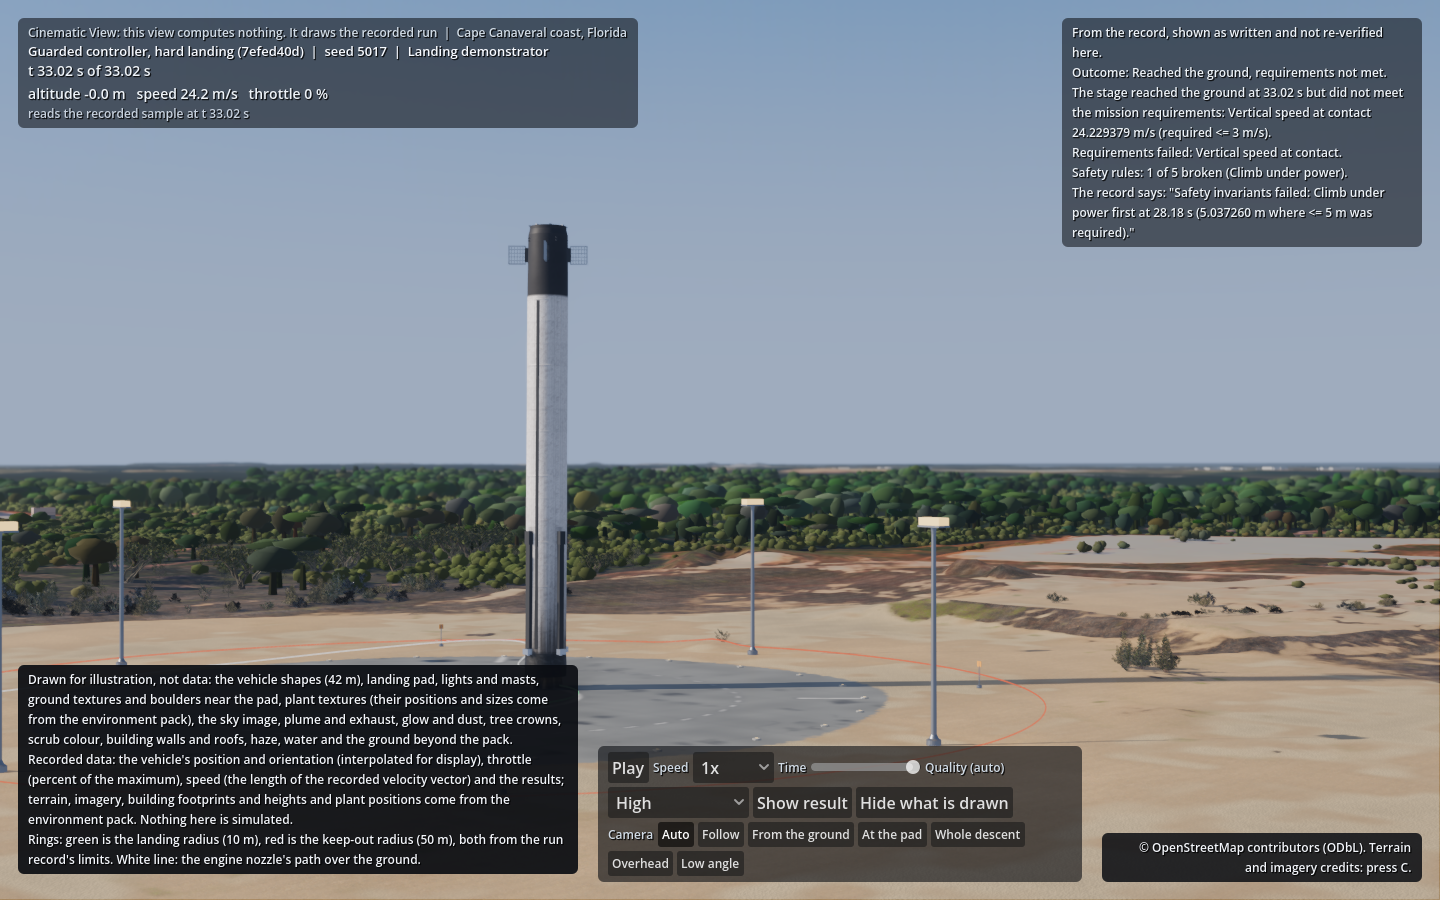 Cinematic View: this view computes nothing. It draws the recorded run | Cape Canaveral coast, Florida
Guarded controller, hard landing (7efed40d) | seed 5017 | Landing demonstrator
t 33.02 s of 33.02 s
altitude -0.0 m speed 24.2 m/s throttle 0 %
reads the recorded sample at t 33.02 s
From the record, shown as written and not re-verified
here.
Outcome: Reached the ground, requirements not met.
The stage reached the ground at 33.02 s but did not meet
the mission requirements: Vertical speed at contact
24.229379 m/s (required <= 3 m/s).
Requirements failed: Vertical speed at contact.
Safety rules: 1 of 5 broken (Climb under power).
The record says: "Safety invariants failed: Climb under
power first at 28.18 s (5.037260 m where <= 5 m was
required)."
Drawn for illustration, not data: the vehicle shapes (42 m), landing pad, lights and masts,
ground textures and boulders near the pad, plant textures (their positions and sizes come
from the environment pack), the sky image, plume and exhaust, glow and dust, tree crowns,
scrub colour, building walls and roofs, haze, water and the ground beyond the pack.
Recorded data: the vehicle's position and orientation (interpolated for display), throttle
(percent of the maximum), speed (the length of the recorded velocity vector) and the results;
terrain, imagery, building footprints and heights and plant positions come from the
environment pack. Nothing here is simulated.
Rings: green is the landing radius (10 m), red is the keep-out radius (50 m), both from the run
record's limits. White line: the engine nozzle's path over the ground.
Play Speed 1x Time Quality (auto)
High Show result Hide what is drawn
Camera Auto Follow From the ground At the pad Whole descent
Overhead Low angle
© OpenStreetMap contributors (ODbL). Terrain
and imagery credits: press C.